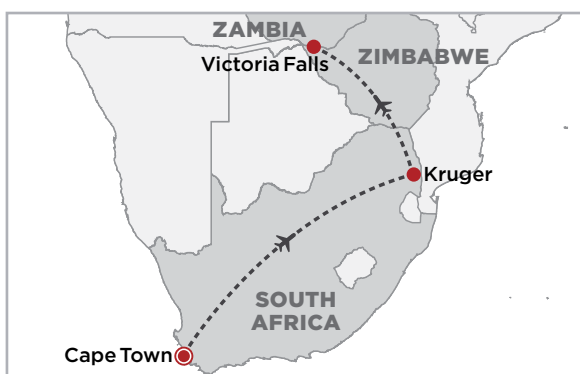 ZAMBIA
ZIMBABWE
Victoria Falls
Kruger
SOUTH
AFRICA
Cape Town